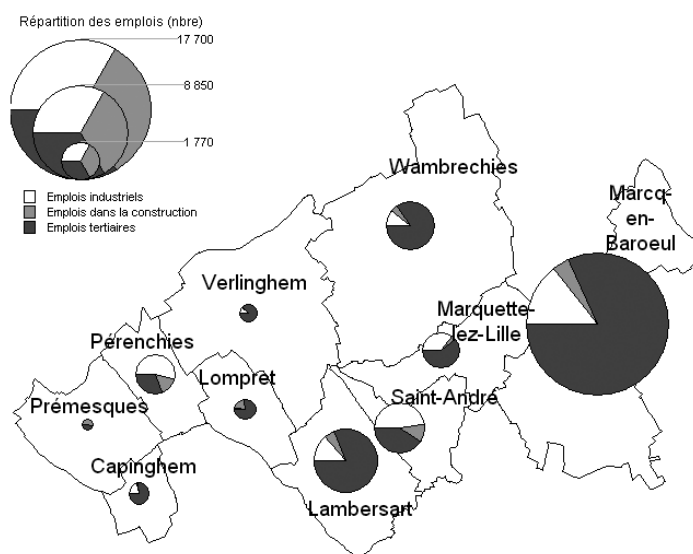 Répartition des emplois (nbre)
17 700
8 850
1 770
Emplois industriels
Emplois dans la construction
Emplois tertiaires
Wambrechies
Marcq-
en-
Baroeul
Verlinghem
Marquette-
lez-Lille
Pérenchies
Lompret
Saint-André
Prémesques
Capinghem
Lambersart